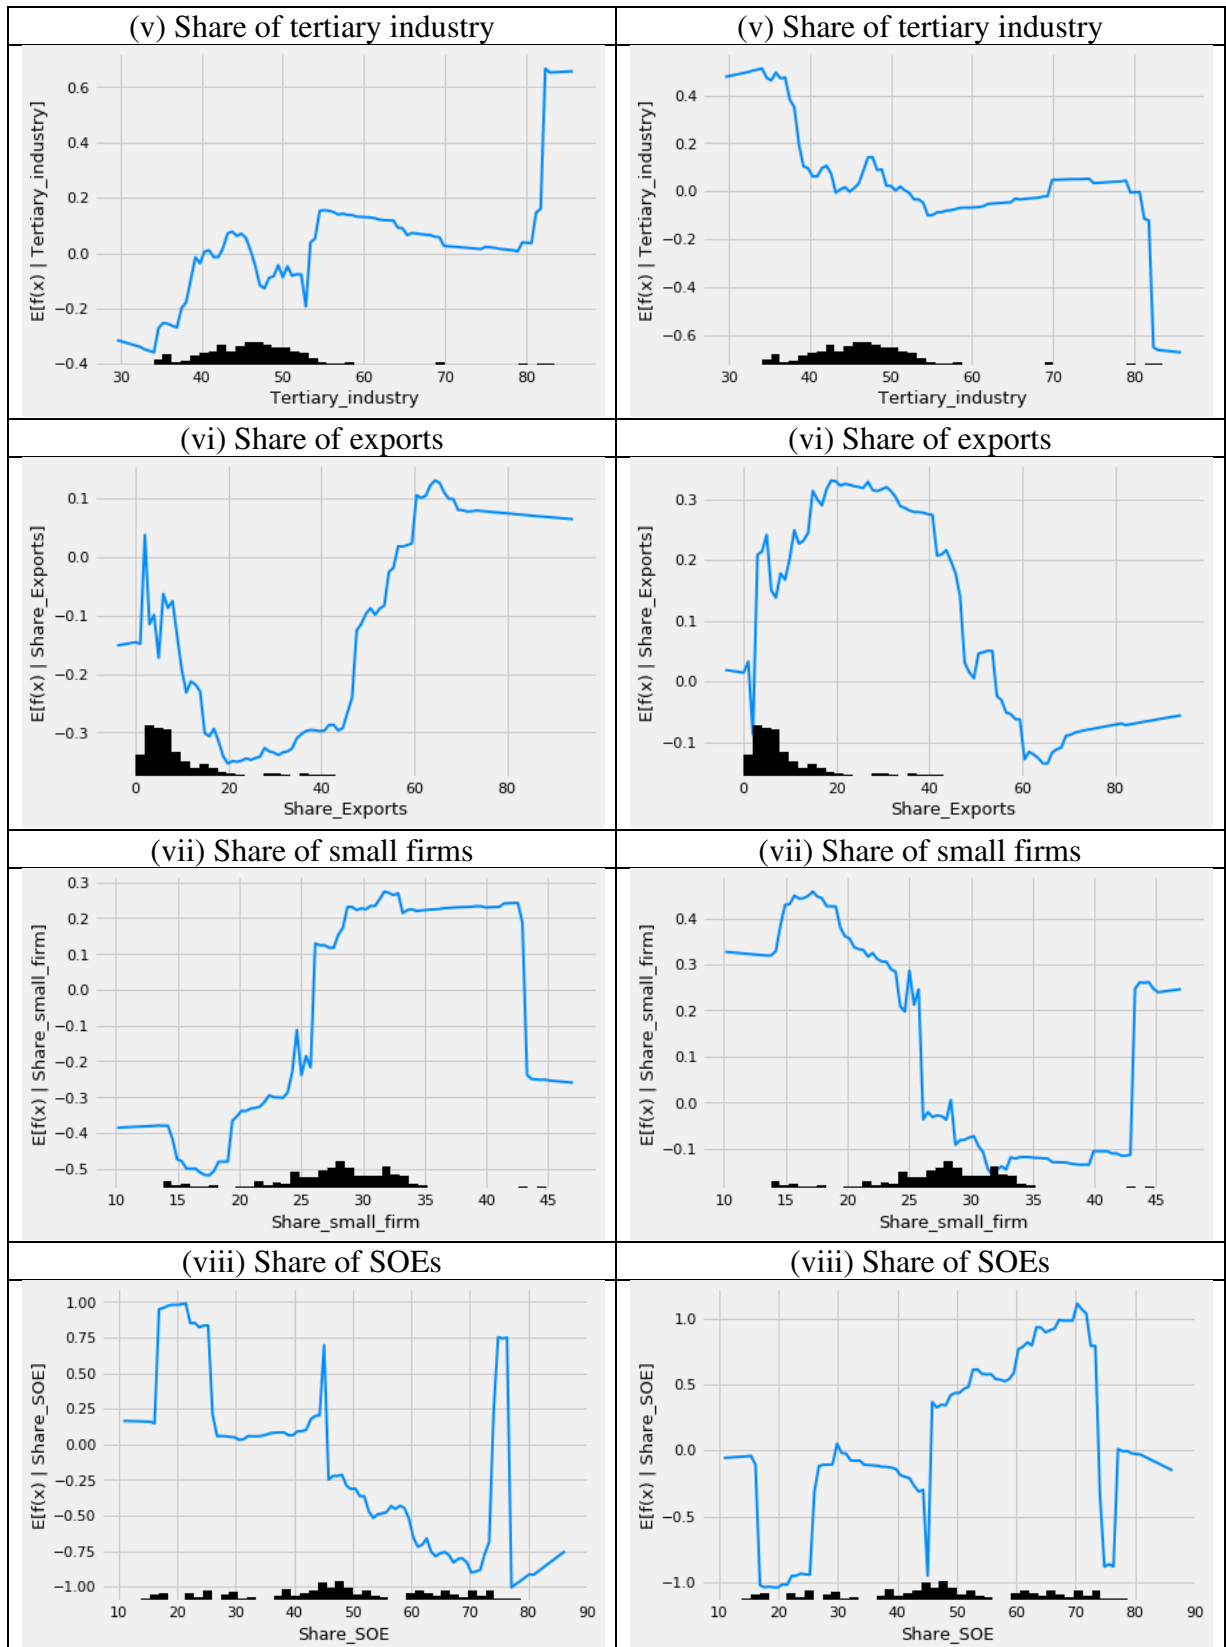 (v) Share of tertiary industry
(v) Share of tertiary industry
E[f(x) | Tertiary_industry]
0.6
0.4
0.2
0.0
−0.2
−0.4
30 40 50 60 70 80
Tertiary_industry
E[f(x) | Tertiary_industry]
0.4
0.2
0.0
−0.2
−0.4
−0.6
30 40 50 60 70 80
Tertiary_industry
(vi) Share of exports
(vi) Share of exports
E[f(x) | Share_Exports]
0.1
0.0
−0.1
−0.2
−0.3
0 20 40 60 80
Share_Exports
E[f(x) | Share_Exports]
0.3
0.2
0.1
0.0
−0.1
0 20 40 60 80
Share_Exports
(vii) Share of small firms
(vii) Share of small firms
E[f(x) | Share_small_firm]
0.3
0.2
0.1
0.0
−0.1
−0.2
−0.3
−0.4
−0.5
10 15 20 25 30 35 40 45
Share_small_firm
E[f(x) | Share_small_firm]
0.4
0.3
0.2
0.1
0.0
−0.1
10 15 20 25 30 35 40 45
Share_small_firm
(viii) Share of SOEs
(viii) Share of SOEs
E[f(x) | Share_SOE]
1.00
0.75
0.50
0.25
0.00
−0.25
−0.50
−0.75
−1.00
10 20 30 40 50 60 70 80 90
Share_SOE
E[f(x) | Share_SOE]
1.0
0.5
0.0
−0.5
−1.0
10 20 30 40 50 60 70 80 90
Share_SOE